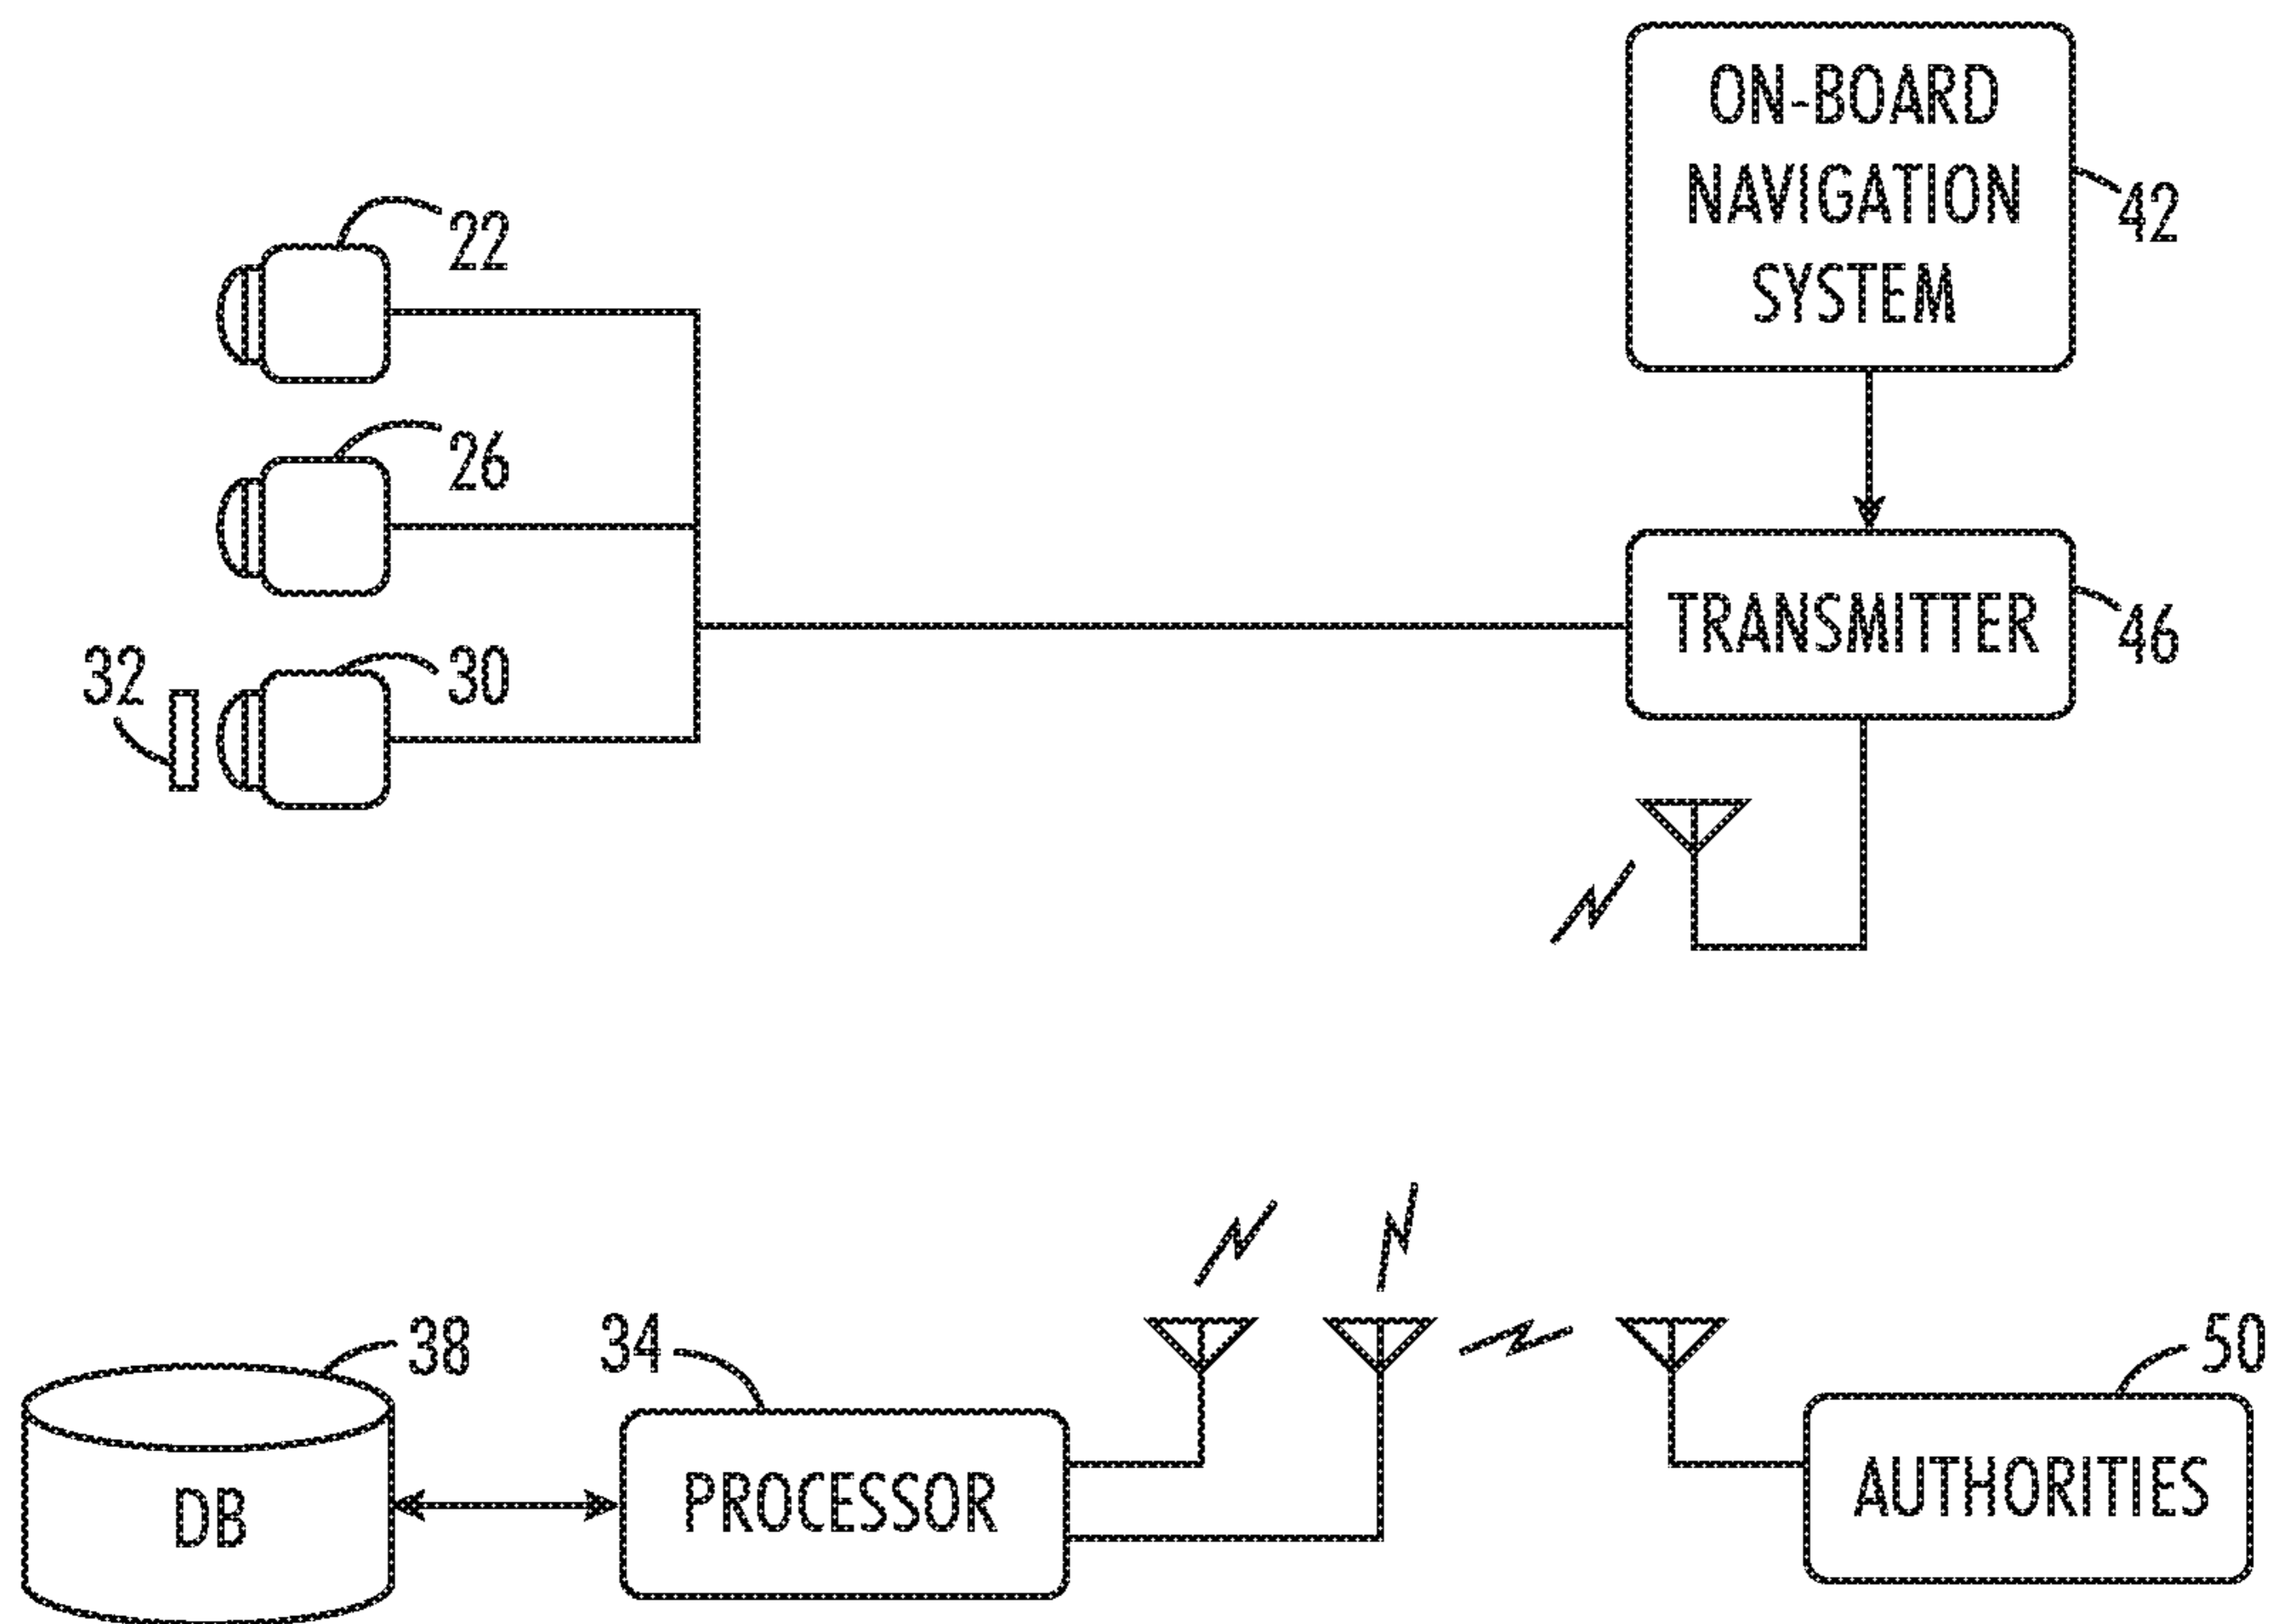 ON-BOARD
NAVIGATION
SYSTEM
42
22
26
TRANSMITTER
46
32
30
38
34
50
DB
PROCESSOR
AUTHORITIES